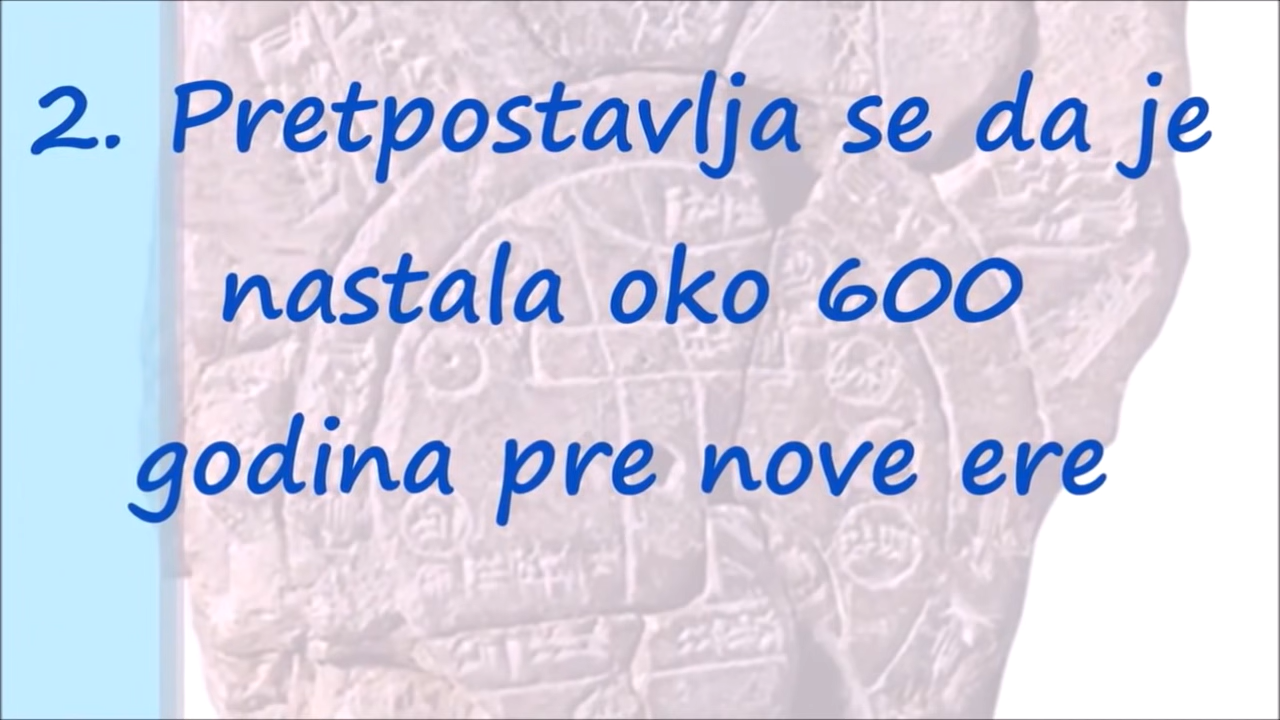 2. Pretpostavlja se da je
nastala oko 600
godina pre nove ere